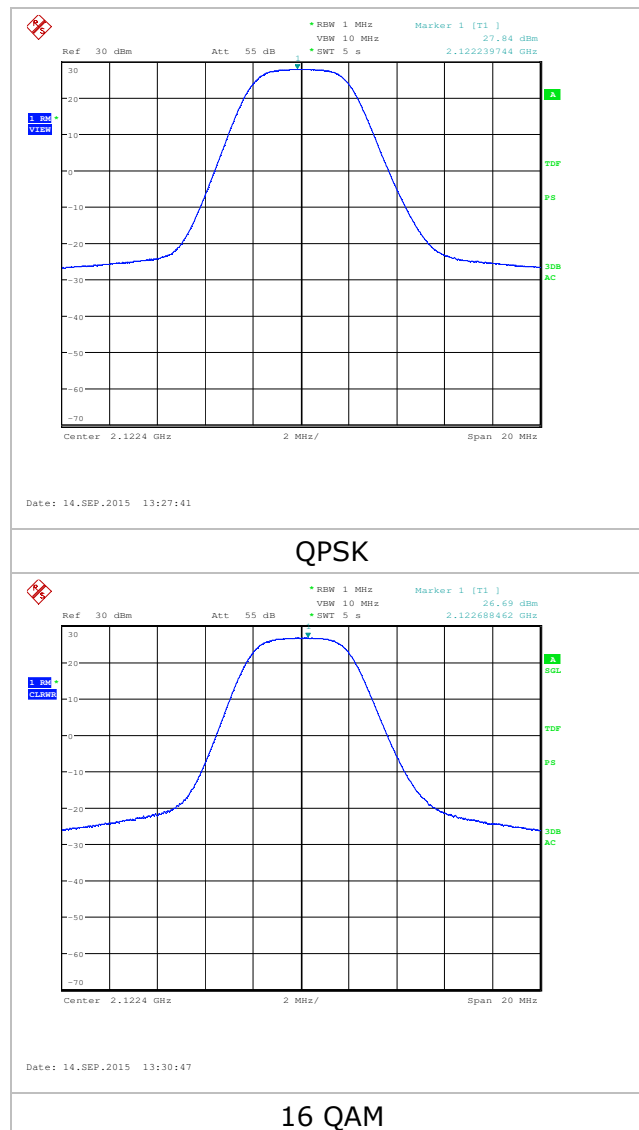 R S
* RBW 1 MHz Marker 1 [T1 ]
VBW 10 MHz 27.84 dBm
Ref 30 dBm Att 55 dB * SWT 5 s 2.122239744 GHz
1
30
20
A
1 RM *
VIEW
10
0
TDF
-10
PS
-20
-30
3DB
AC
-40
-50
-60
-70
Center 2.1224 GHz 2 MHz/ Span 20 MHz
Date: 14.SEP.2015 13:27:41
QPSK
R S
* RBW 1 MHz Marker 1 [T1 ]
VBW 10 MHz 26.69 dBm
Ref 30 dBm Att 55 dB * SWT 5 s 2.122688462 GHz
1
30
20
A
SGL
1 RM *
CLRWR
10
0
TDF
-10
PS
-20
-30
3DB
AC
-40
-50
-60
-70
Center 2.1224 GHz 2 MHz/ Span 20 MHz
Date: 14.SEP.2015 13:30:47
16 QAM